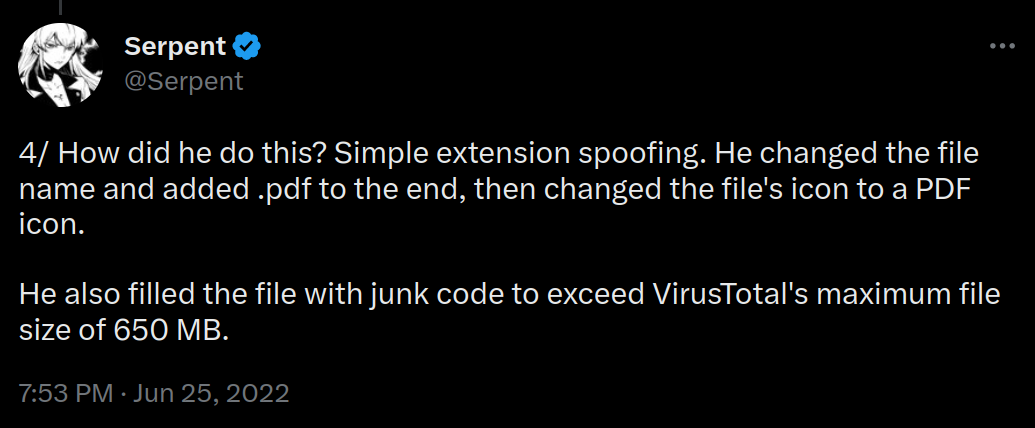 Serpent
@Serpent
4/ How did he do this? Simple extension spoofing. He changed the file
name and added .pdf to the end, then changed the file's icon to a PDF
icon.
He also filled the file with junk code to exceed VirusTotal's maximum file
size of 650 MB.
7:53 PM · Jun 25, 2022